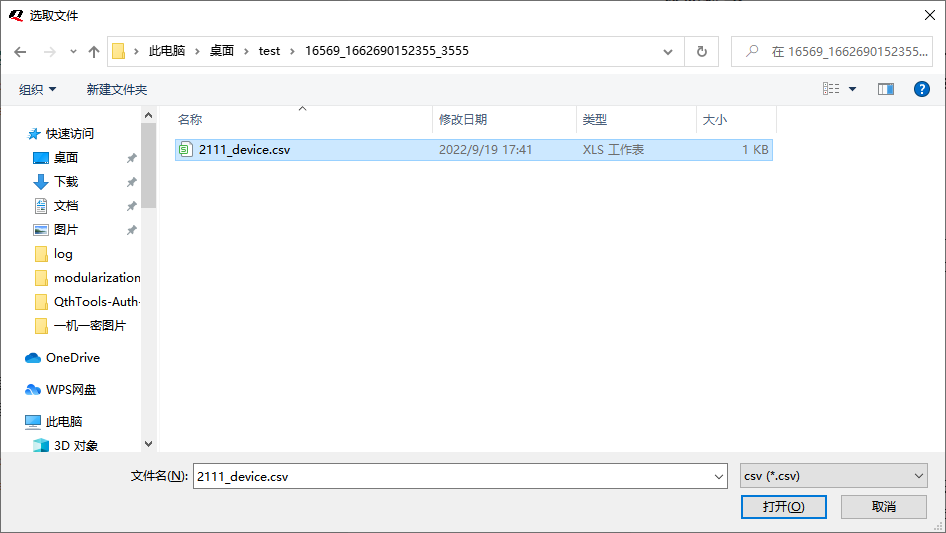 选取文件
此电脑 桌面 test 16569_1662690152355_3555
在 16569_1662690152355...
组织 新建文件夹
名称 修改日期 类型 大小
2111_device.csv 2022/9/19 17:41 XLS 工作表 1 KB
快速访问
桌面
下载
文档
图片
log
modularization
QthTools-Auth-
一机一密图片
OneDrive
WPS网盘
此电脑
3D 对象
文件名(N): 2111_device.csv csv (*.csv)
打开(O) 取消